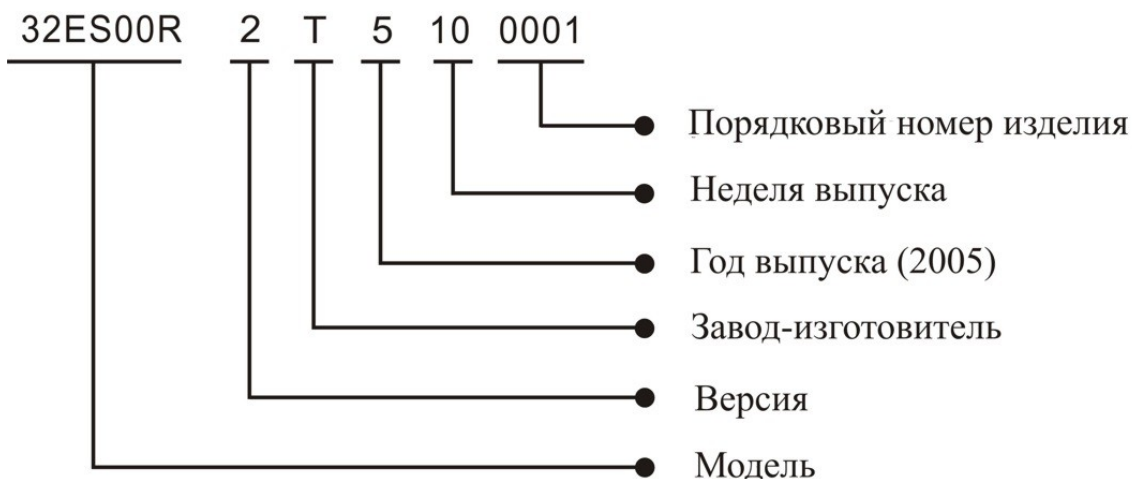 32ES00R 2 T 5 10 0001
Порядковый номер изделия
Неделя выпуска
Год выпуска (2005)
Завод-изготовитель
Версия
Модель